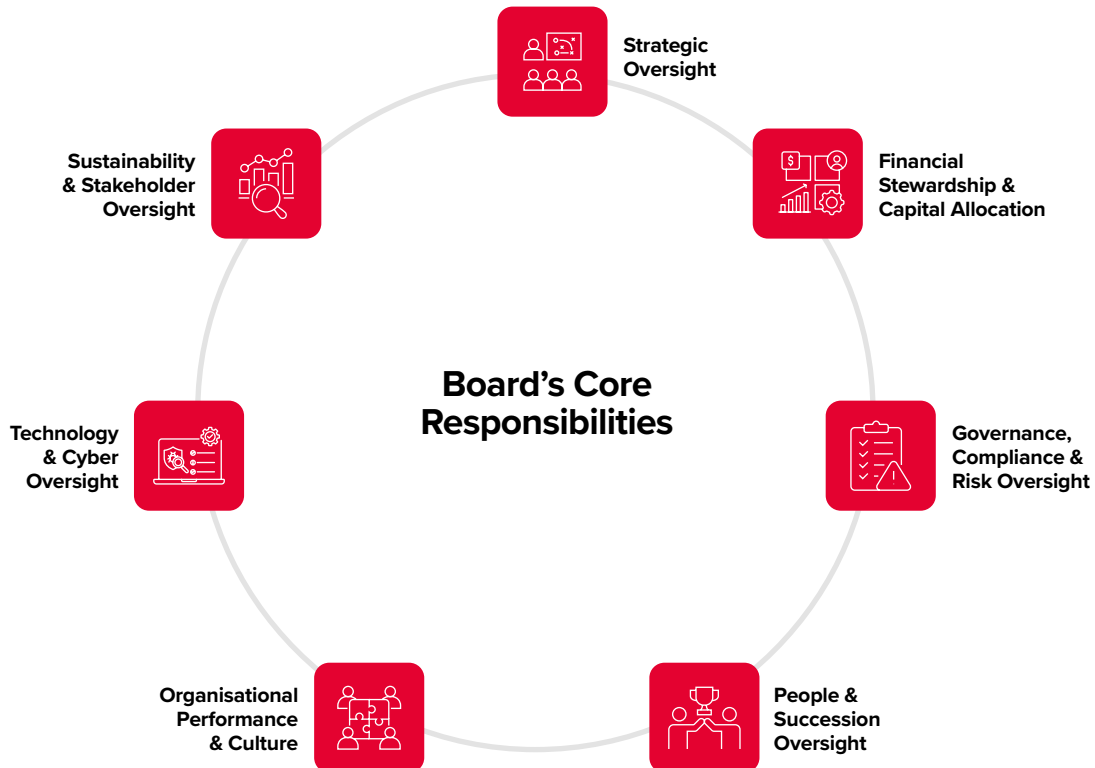 Strategic
Oversight
Financial
Stewardship &
Capital Allocation
Governance,
Compliance &
Risk Oversight
People &
Succession
Oversight
Organisational
Performance
& Culture
Technology
& Cyber
Oversight
Sustainability
& Stakeholder
Oversight
Board’s Core
Responsibilities
$